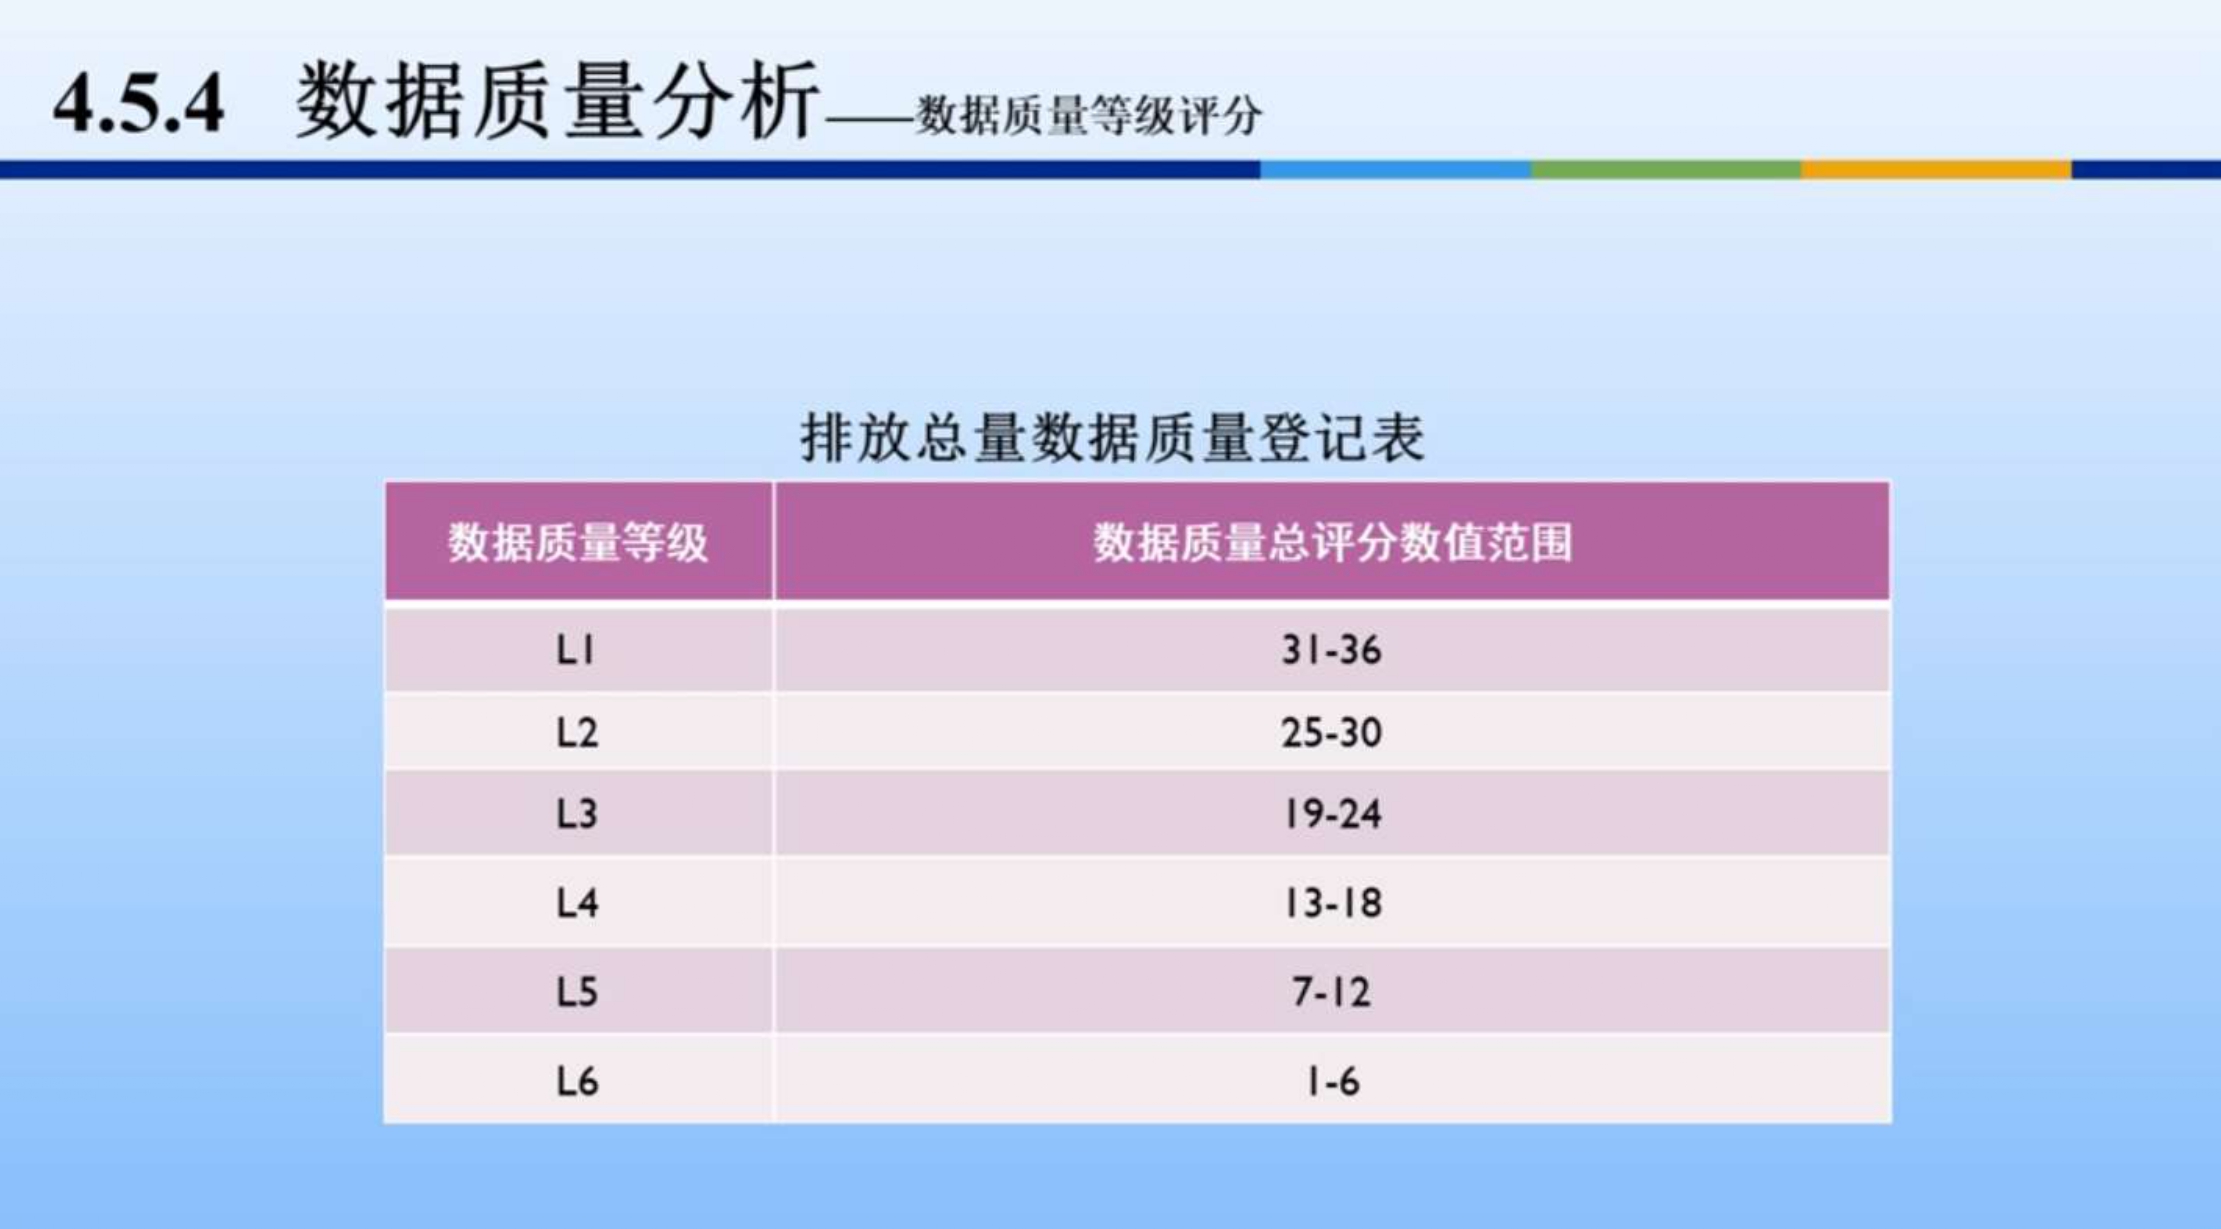 4.5.4 数据质量分析——数据质量等级评分
排放总量数据质量登记表
数据质量等级 数据质量总评分数值范围
L1 31-36
L2 25-30
L3 19-24
L4 13-18
L5 7-12
L6 1-6